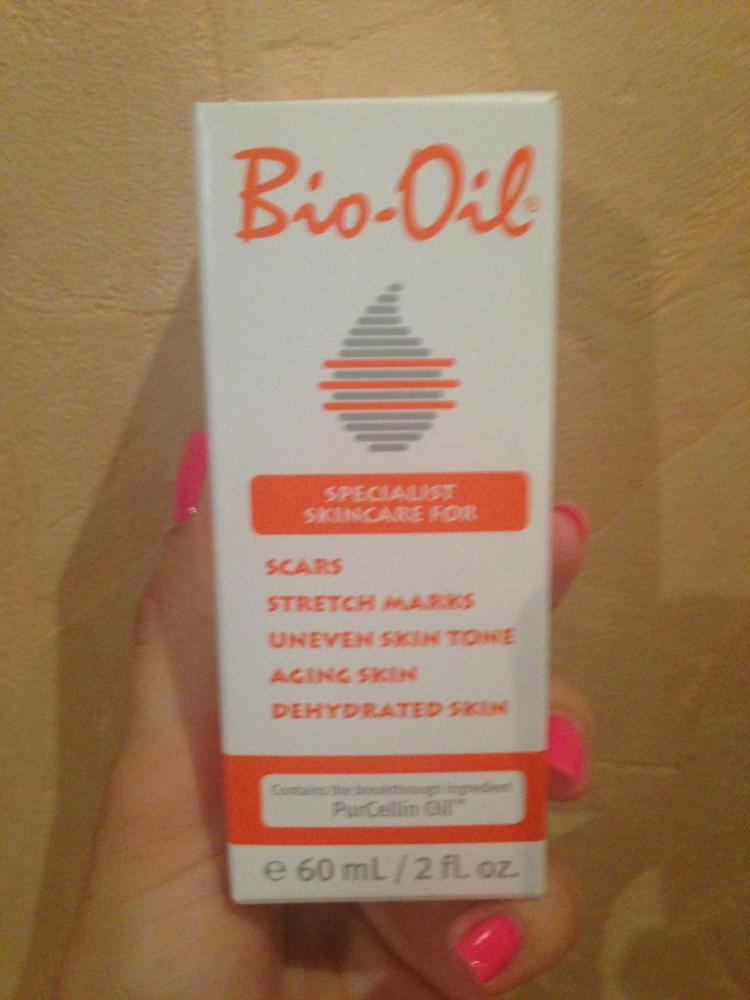 Bio-Oil®
SPECIALIST
SKINCARE FOR
SCARS
STRETCH MARKS
UNEVEN SKIN TONE
AGING SKIN
DEHYDRATED SKIN
Contains the breakthrough ingredient
PurCellin Oil™
℮ 60 mL / 2 fl. oz.